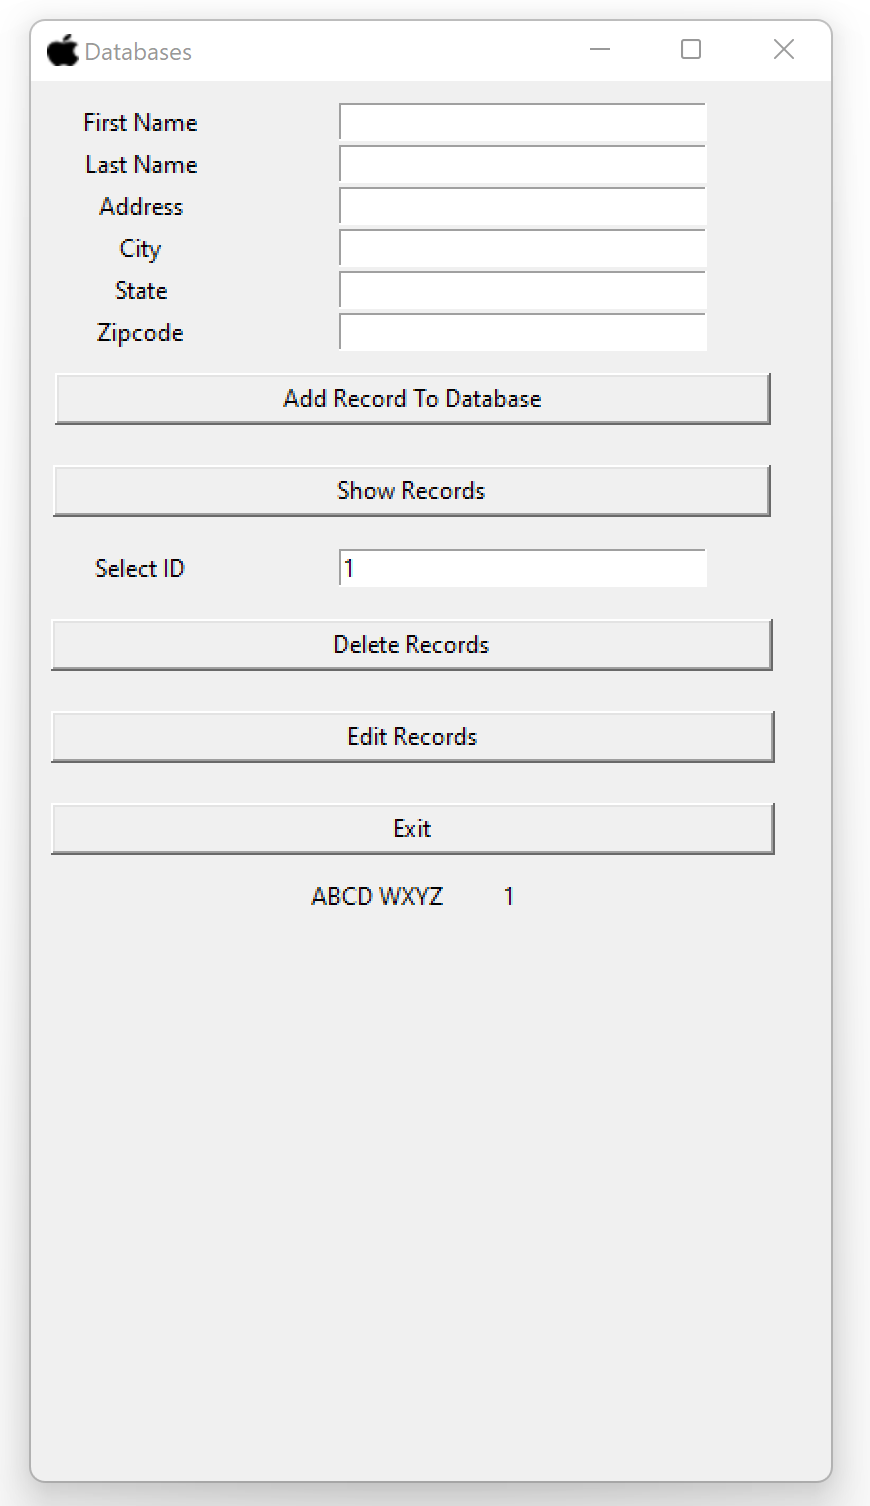 Databases
First Name
Last Name
Address
City
State
Zipcode
Add Record To Database
Show Records
Select ID 1
Delete Records
Edit Records
Exit
ABCD WXYZ 1